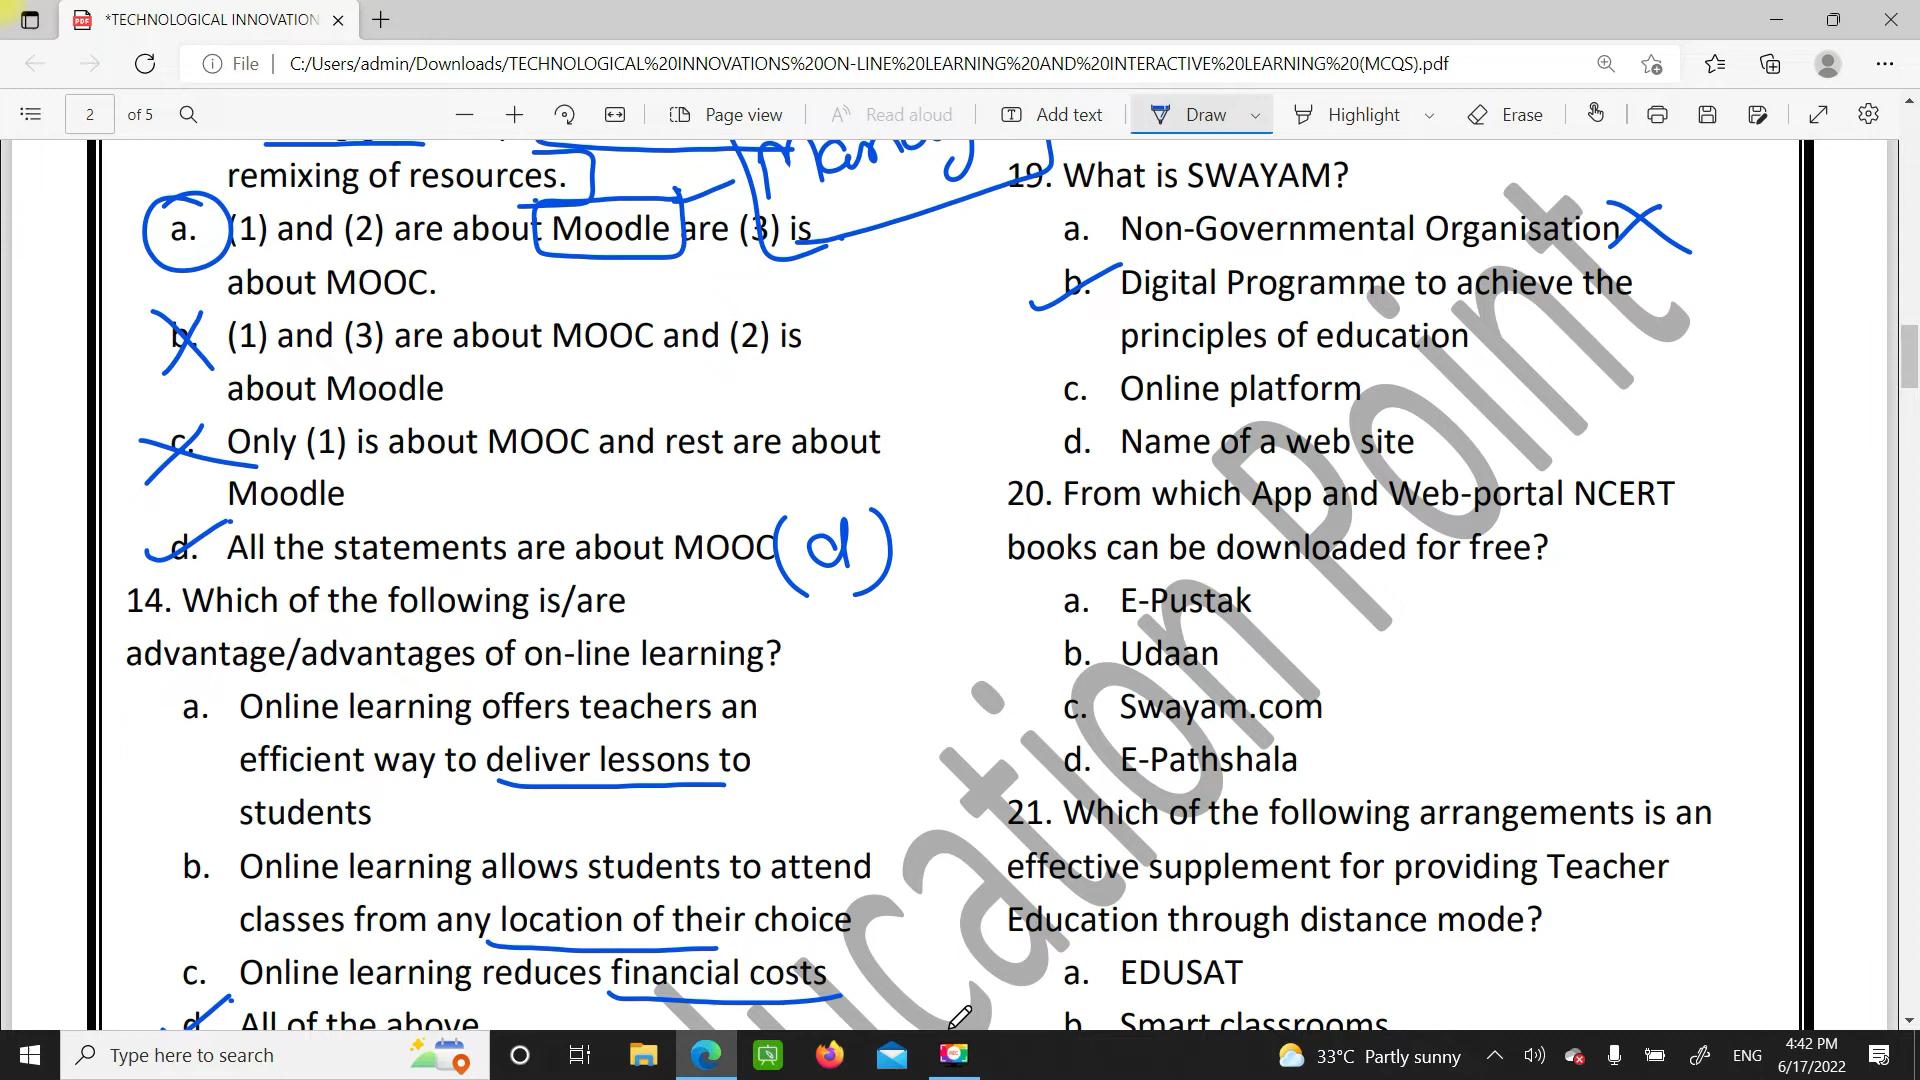 *TECHNOLOGICAL INNOVATION
File
C:/Users/admin/Downloads/TECHNOLOGICAL%20INNOVATIONS%20ON-LINE%20LEARNING%20AND%20INTERACTIVE%20LEARNING%20(MCQS).pdf
2 of 5
Page view
Read aloud
Add text
Draw
Highlight
Erase
remixing of resources.
a. (1) and (2) are about Moodle are (3) is
about MOOC.
b. (1) and (3) are about MOOC and (2) is
about Moodle
c. Only (1) is about MOOC and rest are about
Moodle
d. All the statements are about MOOC (d)
14. Which of the following is/are
advantage/advantages of on-line learning?
a. Online learning offers teachers an
efficient way to deliver lessons to
students
b. Online learning allows students to attend
classes from any location of their choice
c. Online learning reduces financial costs
d. All of the above
19. What is SWAYAM?
a. Non-Governmental Organisation
b. Digital Programme to achieve the
principles of education
c. Online platform
d. Name of a web site
20. From which App and Web-portal NCERT
books can be downloaded for free?
a. E-Pustak
b. Udaan
c. Swayam.com
d. E-Pathshala
21. Which of the following arrangements is an
effective supplement for providing Teacher
Education through distance mode?
a. EDUSAT
b. Smart classrooms
ucation Point
Type here to search
33°C Partly sunny
ENG
4:42 PM
6/17/2022